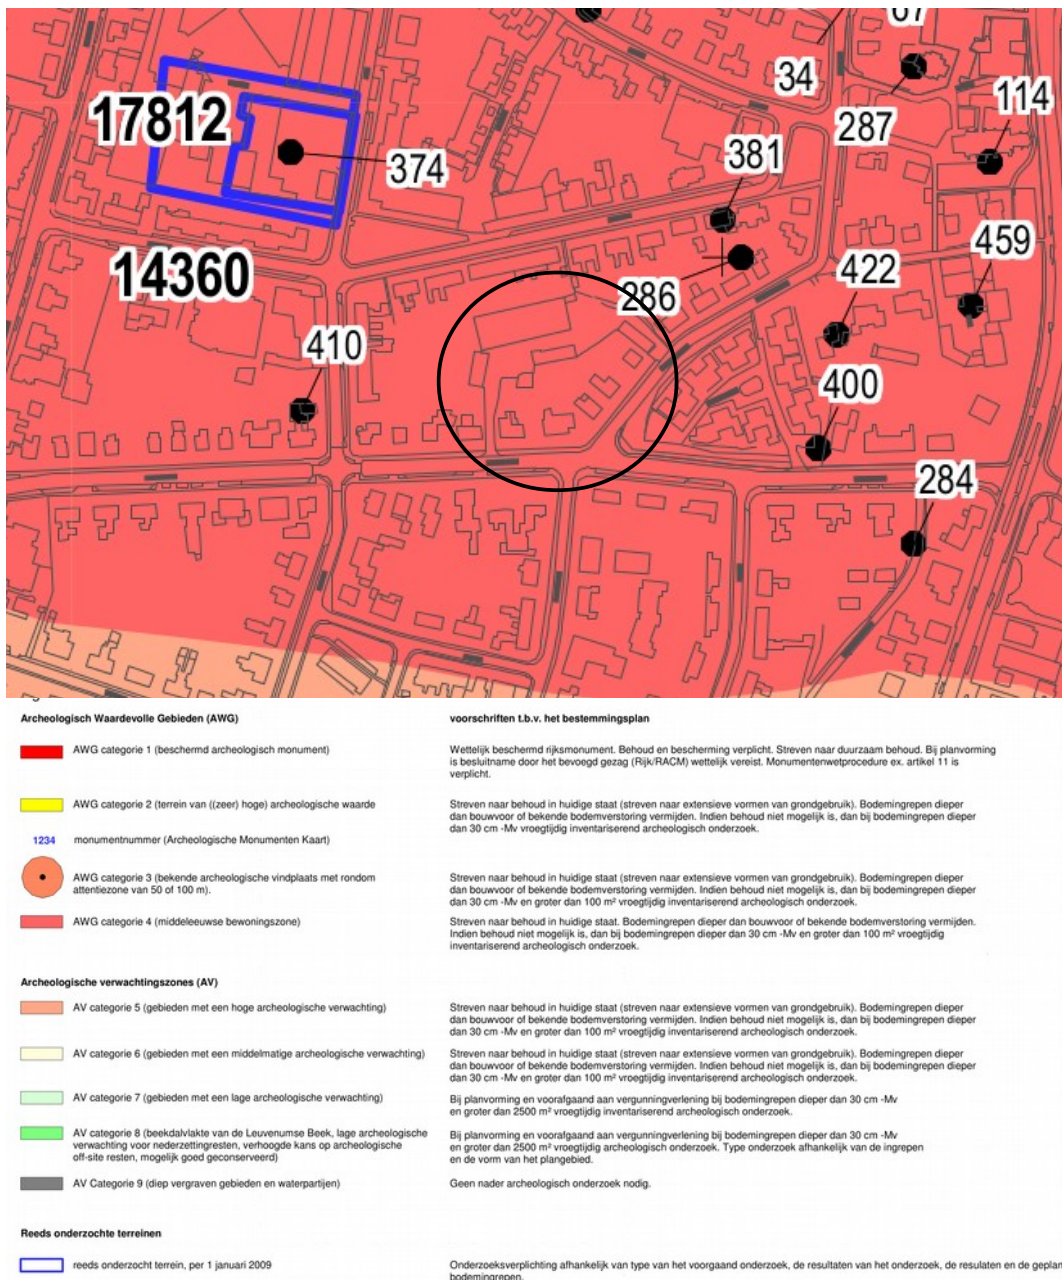 67
34
114
17812
287
381
374
459
14360
422
286
410
400
284
Archeologisch Waardevolle Gebieden (AWG)
voorschriften t.b.v. het bestemmingsplan
AWG categorie 1 (beschermd archeologisch monument)
Wettelijk beschermd rijksmonument. Behoud en bescherming verplicht. Streven naar duurzaam behoud. Bij planvorming
is besluitname door het bevoegd gezag (Rijk/RACM) wettelijk vereist. Monumentenwetprocedure ex. artikel 11 is
verplicht.
AWG categorie 2 (terrein van ((zeer) hoge) archeologische waarde
Streven naar behoud in huidige staat (streven naar extensieve vormen van grondgebruik). Bodemingrepen dieper
dan bouwvoor of bekende bodemverstoring vermijden. Indien behoud niet mogelijk is, dan bij bodemingrepen dieper
dan 30 cm -Mv vroegtijdig inventariserend archeologisch onderzoek.
1234 monumentnummer (Archeologische Monumenten Kaart)
AWG categorie 3 (bekende archeologische vindplaats met rondom
attentiezone van 50 of 100 m).
Streven naar behoud in huidige staat (streven naar extensieve vormen van grondgebruik). Bodemingrepen dieper
dan bouwvoor of bekende bodemverstoring vermijden. Indien behoud niet mogelijk is, dan bij bodemingrepen dieper
dan 30 cm -Mv en groter dan 100 m² vroegtijdig inventariserend archeologisch onderzoek.
AWG categorie 4 (middeleeuwse bewoningszone)
Streven naar behoud in huidige staat. Bodemingrepen dieper dan bouwvoor of bekende bodemverstoring vermijden.
Indien behoud niet mogelijk is, dan bij bodemingrepen dieper dan 30 cm -Mv en groter dan 100 m² vroegtijdig
inventariserend archeologisch onderzoek.
Archeologische verwachtingszones (AV)
AV categorie 5 (gebieden met een hoge archeologische verwachting)
Streven naar behoud in huidige staat (streven naar extensieve vormen van grondgebruik). Bodemingrepen dieper
dan bouwvoor of bekende bodemverstoring vermijden. Indien behoud niet mogelijk is, dan bij bodemingrepen dieper
dan 30 cm -Mv en groter dan 100 m² vroegtijdig inventariserend archeologisch onderzoek.
AV categorie 6 (gebieden met een middelmatige archeologische verwachting)
Streven naar behoud in huidige staat (streven naar extensieve vormen van grondgebruik). Bodemingrepen dieper
dan bouwvoor of bekende bodemverstoring vermijden. Indien behoud niet mogelijk is, dan bij bodemingrepen dieper
dan 30 cm -Mv en groter dan 100 m² vroegtijdig inventariserend archeologisch onderzoek.
AV categorie 7 (gebieden met een lage archeologische verwachting)
Bij planvorming en voorafgaand aan vergunningverlening bij bodemingrepen dieper dan 30 cm -Mv
en groter dan 2500 m² vroegtijdig inventariserend archeologisch onderzoek.
AV categorie 8 (beekdalvlakte van de Leuvenumse Beek, lage archeologische
verwachting voor nederzettingresten, verhoogde kans op archeologische
off-site resten, mogelijk goed geconserveerd)
Bij planvorming en voorafgaand aan vergunningverlening bij bodemingrepen dieper dan 30 cm -Mv
en groter dan 2500 m² vroegtijdig archeologisch onderzoek. Type onderzoek afhankelijk van de ingrepen
en de vorm van het plangebied.
AV Categorie 9 (diep vergraven gebieden en waterpartijen)
Geen nader archeologisch onderzoek nodig.
Reeds onderzochte terreinen
reeds onderzocht terrein, per 1 januari 2009
Onderzoeksverplichting afhankelijk van type van het voorgaand onderzoek, de resultaten van het onderzoek, de resulaten en de gepla
bodemingrepen.